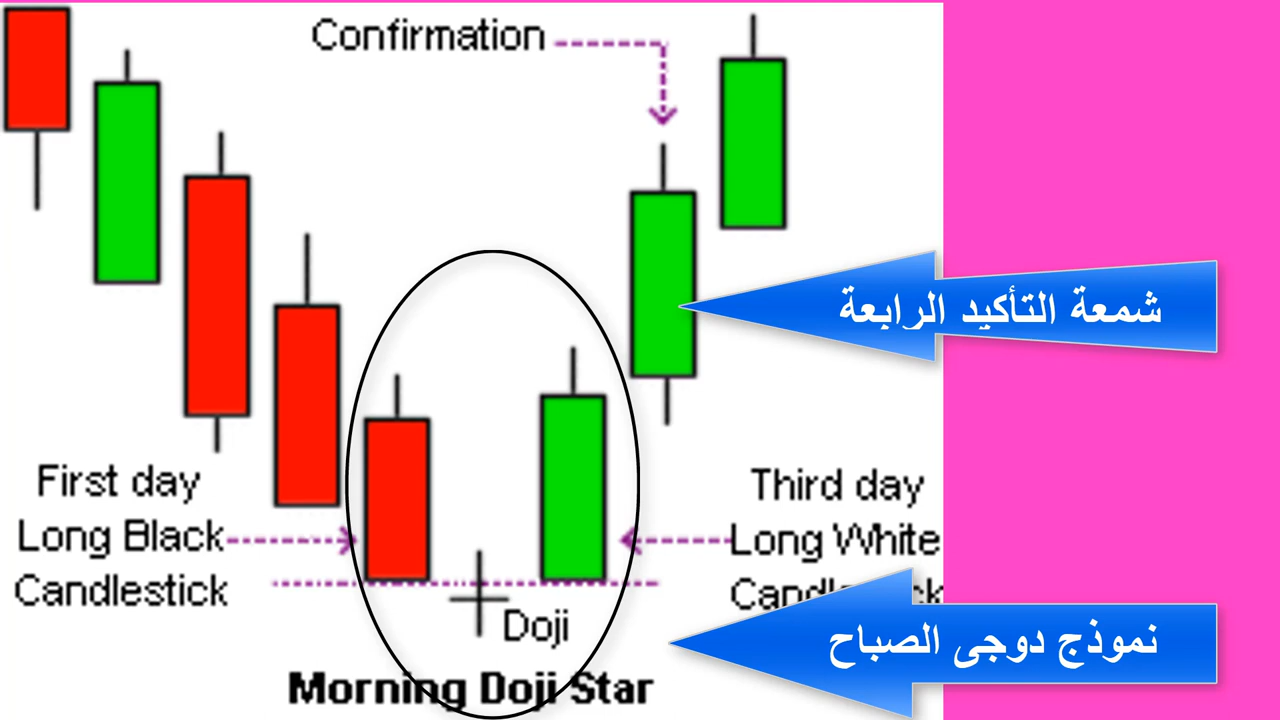 Confirmation
شمعة التأكيد الرابعة
First day
Long Black
Candlestick
Third day
Long White
Doji
نموذج دوجى الصباح
Morning Doji Star